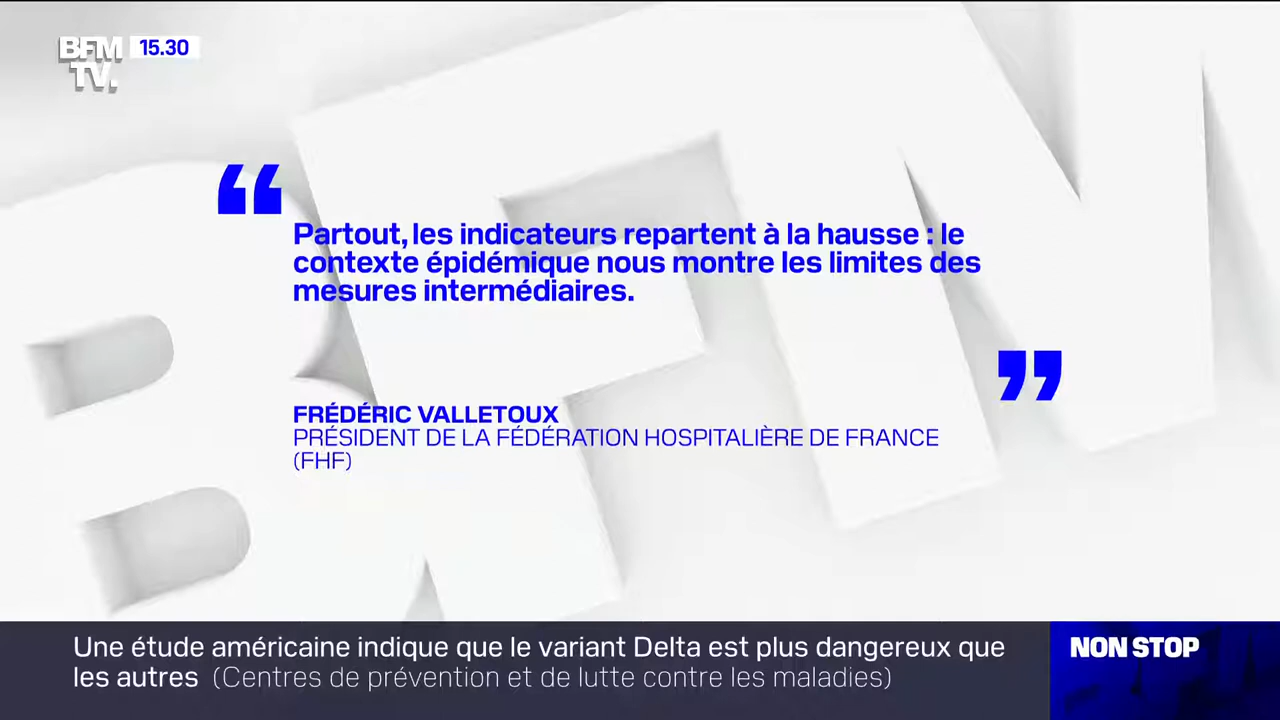 BFM 15.30
TV.
“
Partout, les indicateurs repartent à la hausse : le
contexte épidémique nous montre les limites des
mesures intermédiaires.
”
FRÉDÉRIC VALLETOUX
PRÉSIDENT DE LA FÉDÉRATION HOSPITALIÈRE DE FRANCE
(FHF)
Une étude américaine indique que le variant Delta est plus dangereux que
les autres (Centres de prévention et de lutte contre les maladies)
NON STOP